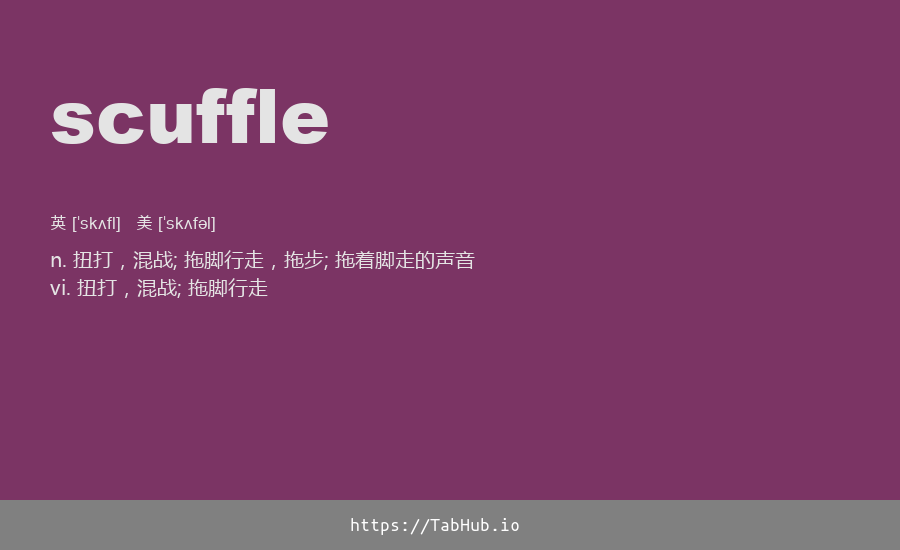 scuffle
英 [ˈskʌfl] 美 [ˈskʌfəl]
n. 扭打，混战; 拖脚行走，拖步; 拖着脚走的声音
vi. 扭打，混战; 拖脚行走
https://TabHub.io